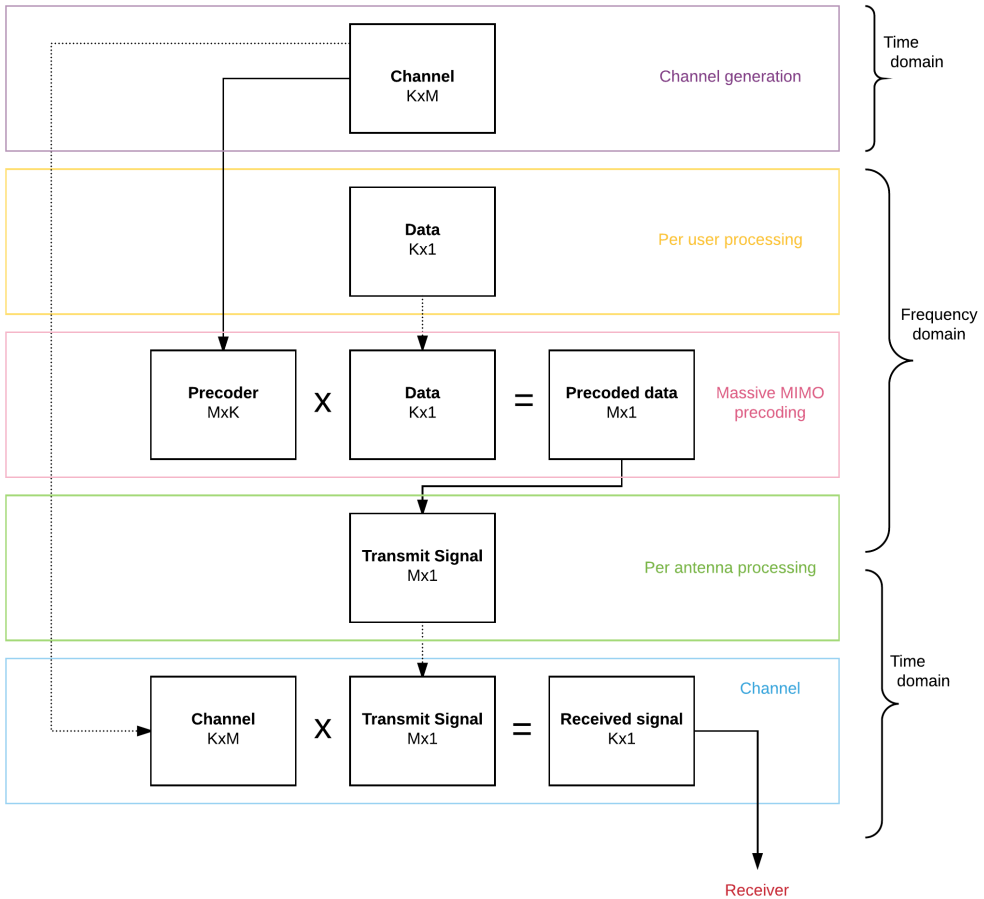 Channel
KxM
Channel generation
Time
domain
Data
Kx1
Per user processing
Frequency
domain
Precoder
MxK
X
Data
Kx1
=
Precoded data
Mx1
Massive MIMO
precoding
Transmit Signal
Mx1
Per antenna processing
Time
domain
Channel
KxM
X
Transmit Signal
Mx1
=
Received signal
Kx1
Channel
Receiver